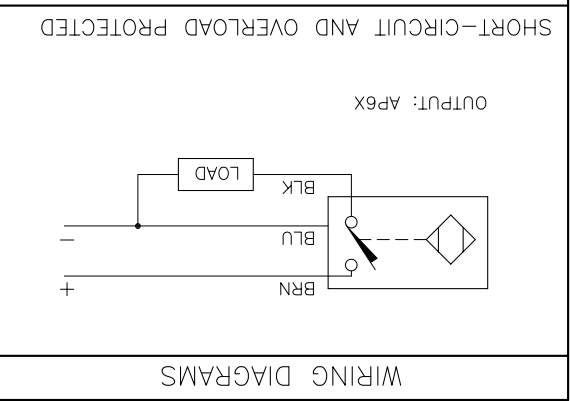 WIRING DIAGRAMS
BRN
+
BLU
−
BLK
LOAD
OUTPUT: AP6X
SHORT-CIRCUIT AND OVERLOAD PROTECTED